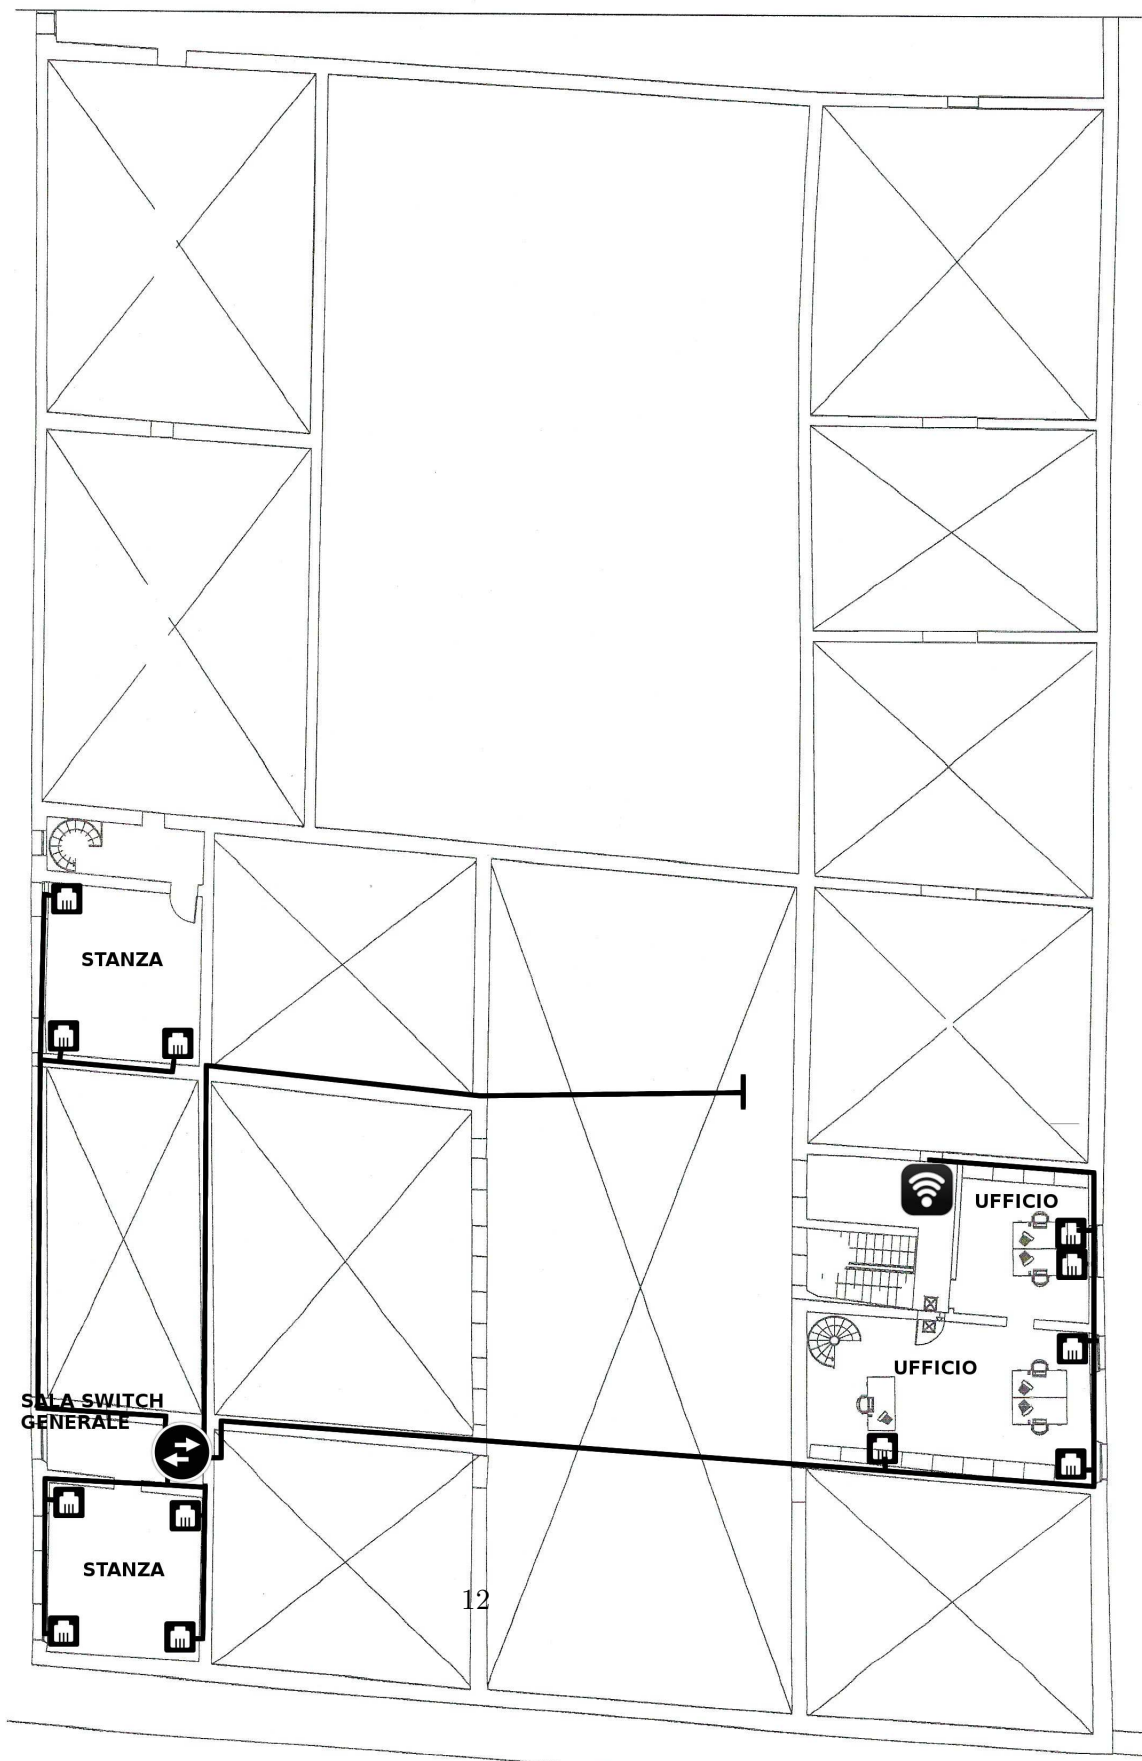 STANZA
UFFICIO
UFFICIO
SALA SWITCH
GENERALE
STANZA
12